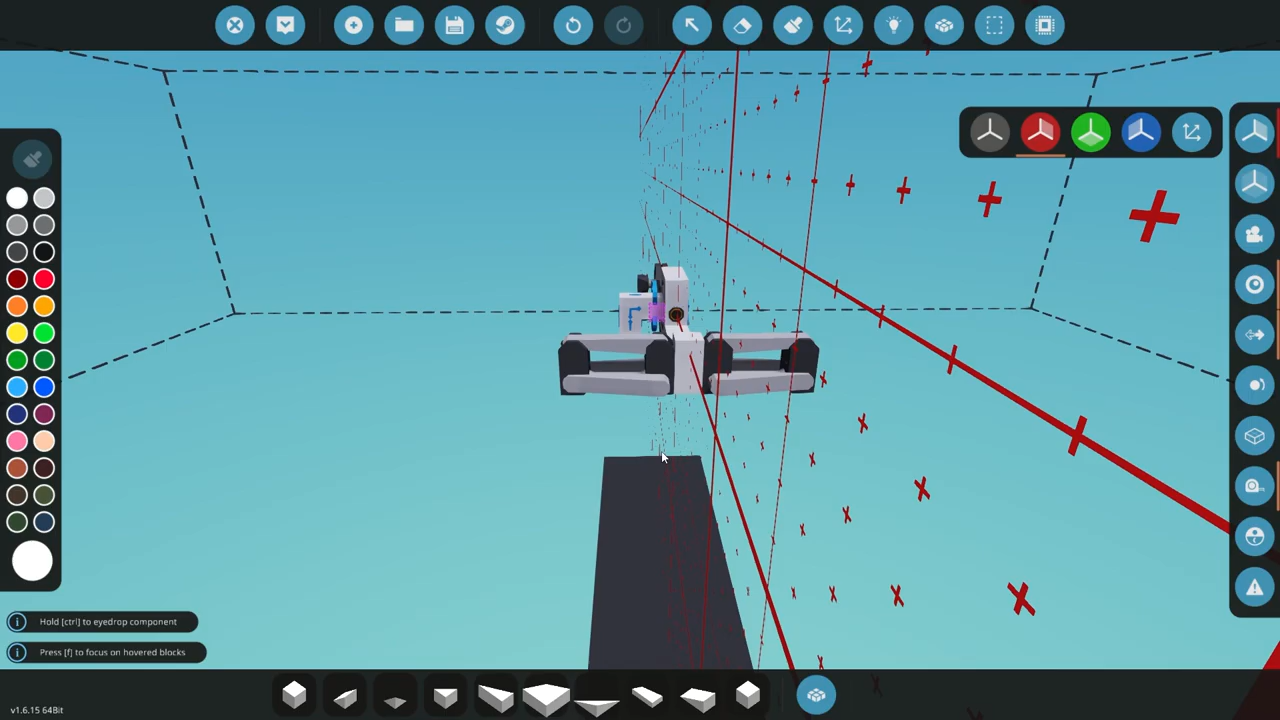 Hold [ctrl] to eyedrop component
Press [f] to focus on hovered blocks
v1.6.15 64Bit